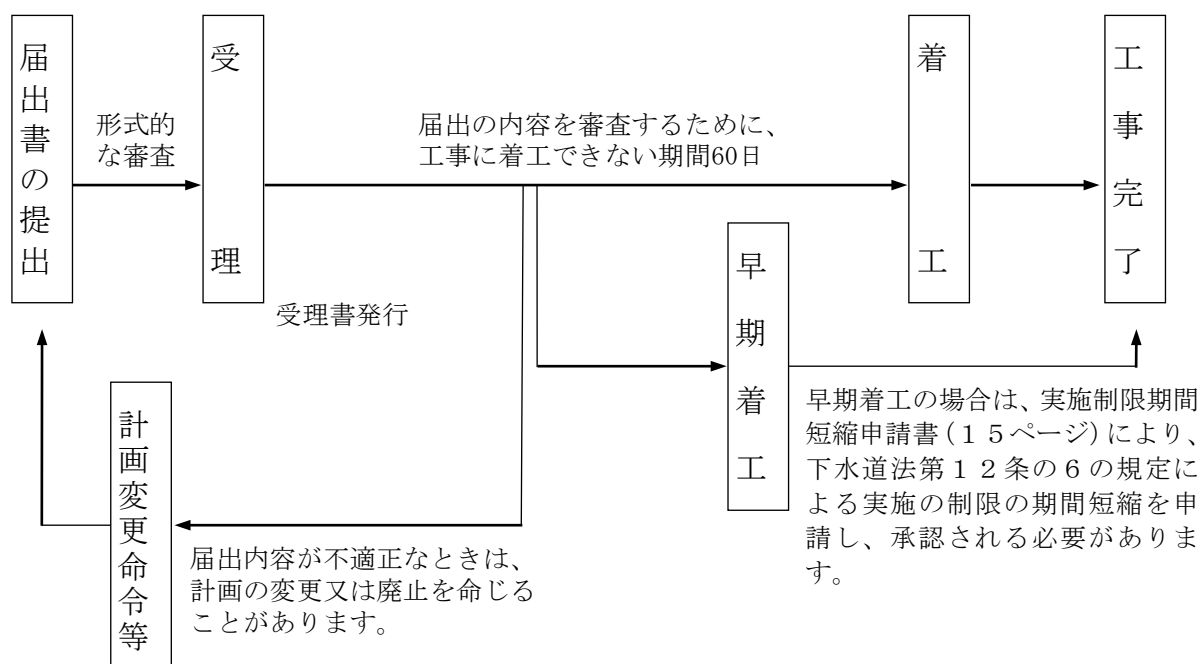 届出書の提出
形式的
な審査
受理
受理書発行
届出の内容を審査するために、
工事に着工できない期間60日
着工
工事完了
早期着工
早期着工の場合は、実施制限期間
短縮申請書(15ページ)により、
下水道法第12条の6の規定に
よる実施の制限の期間短縮を申
請し、承認される必要がありま
す。
計画変更命令等
届出内容が不適正なときは、
計画の変更又は廃止を命じる
ことがあります。